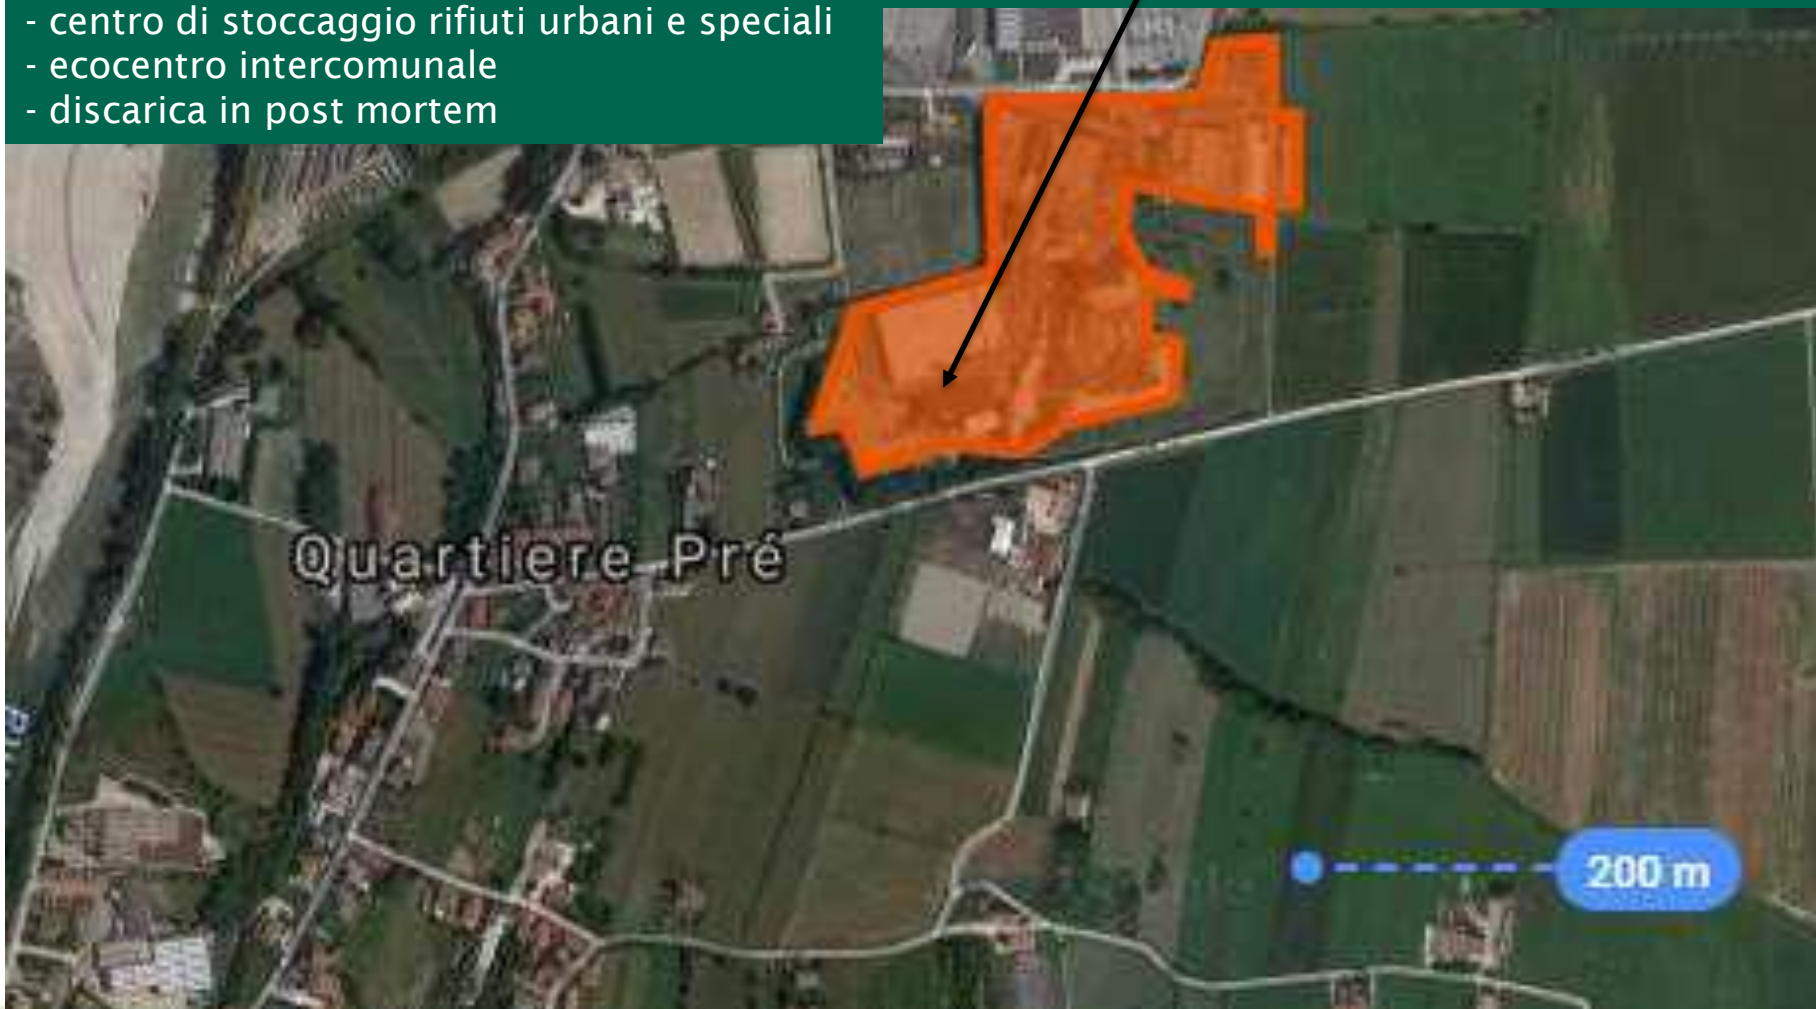 - centro di stoccaggio rifiuti urbani e speciali
- ecocentro intercomunale
- discarica in post mortem
Quartiere Pré
200 m